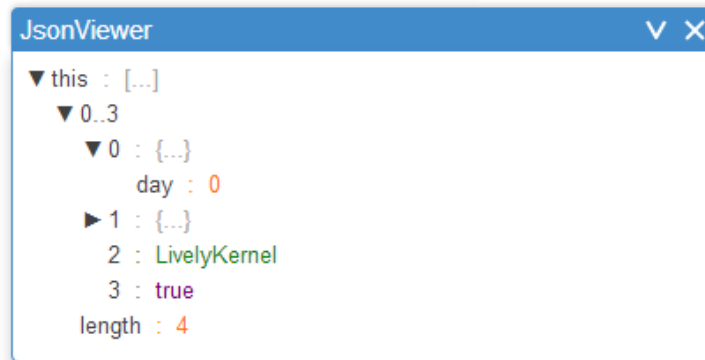 JsonViewer
this : [...]
0..3
0 : {...}
day : 0
1 : {...}
2 : LivelyKernel
3 : true
length : 4